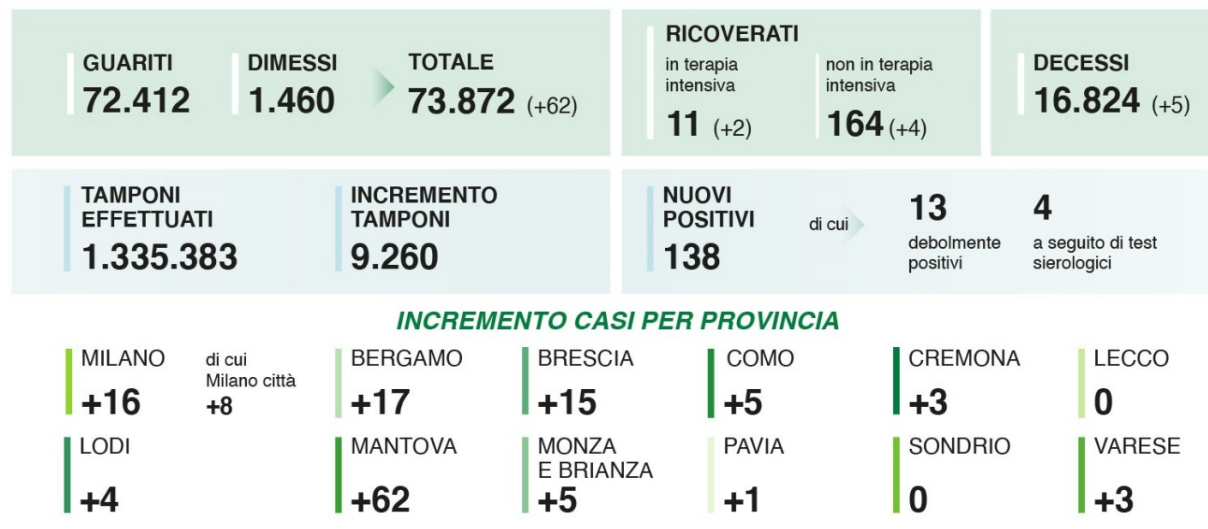 GUARITI
72.412
DIMESSI
1.460
TOTALE
73.872 (+62)
RICOVERATI
in terapia
intensiva
11 (+2)
non in terapia
intensiva
164 (+4)
DECESSI
16.824 (+5)
TAMPONI
EFFETTUATI
1.335.383
INCREMENTO
TAMPONI
9.260
NUOVI
POSITIVI
138
di cui
13
debolmente
positivi
4
a seguito di test
sierologici
INCREMENTO CASI PER PROVINCIA
MILANO
+16
di cui
Milano città
+8
BERGAMO
+17
BRESCIA
+15
COMO
+5
CREMONA
+3
LECCO
0
LODI
+4
MANTOVA
+62
MONZA
E BRIANZA
+5
PAVIA
+1
SONDRIO
0
VARESE
+3